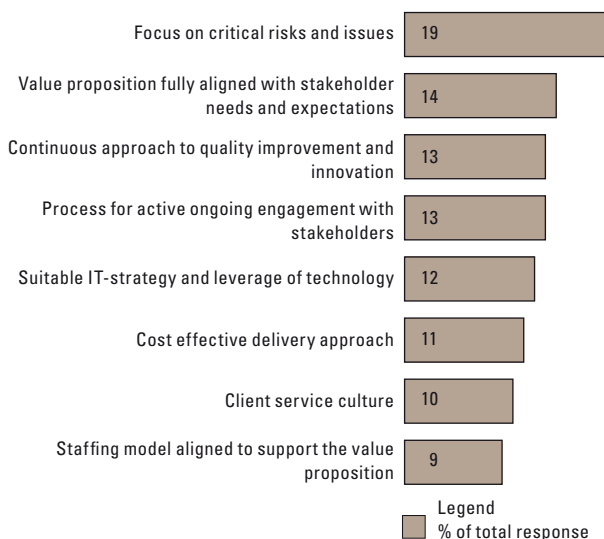 Focus on critical risks and issues
19
Value proposition fully aligned with stakeholder
needs and expectations
14
Continuous approach to quality improvement and
innovation
13
Process for active ongoing engagement with
stakeholders
13
Suitable IT-strategy and leverage of technology
12
Cost effective delivery approach
11
Client service culture
10
Staffing model aligned to support the value
proposition
9
Legend
% of total response